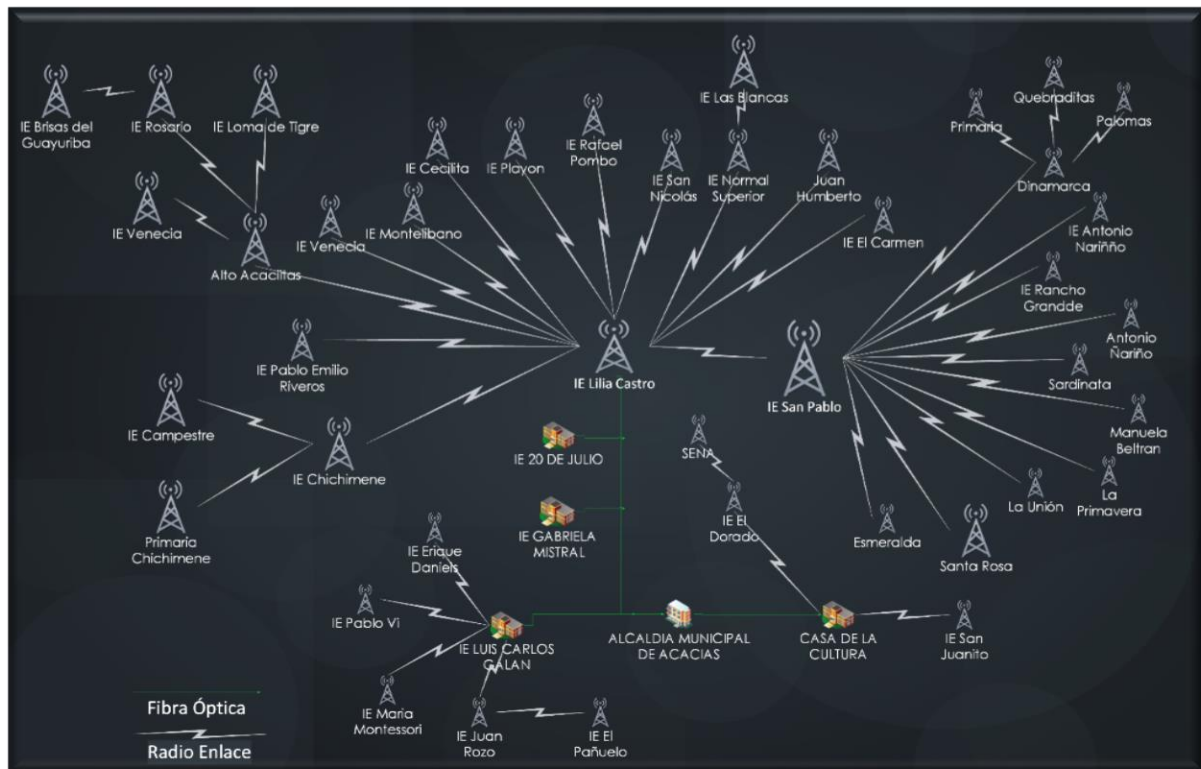 IE Brisas del
Guayuriba
IE Rosario
IE Loma de Tigre
IE Venecia
Alto Acaciitas
IE Venecia
IE Montelibano
IE Cecilita
IE Playon
IE Rafael
Pombo
IE San
Nicolás
IE Las Blancas
IE Normal
Superior
Juan
Humberto
IE El Carmen
Primaria
Quebraditas
Palomas
Dinamarca
IE Antonio
Nariñño
IE Rancho
Grandde
Antonio
Ñariño
Sardinata
Manuela
Beltran
La
Primavera
La Unión
Santa Rosa
Esmeralda
IE Pablo Emilio
Riveros
IE Lilia Castro
IE San Pablo
IE Campestre
IE Chichimene
Primaria
Chichimene
IE 20 DE JULIO
IE GABRIELA
MISTRAL
SENA
IE El
Dorado
IE Erique
Daniels
IE Pablo VI
IE LUIS CARLOS
GALAN
ALCALDIA MUNICIPAL
DE ACACIAS
CASA DE LA
CULTURA
IE San
Juanito
IE Maria
Montessori
IE Juan
Rozo
IE El
Pañuelo
Fibra Óptica
Radio Enlace